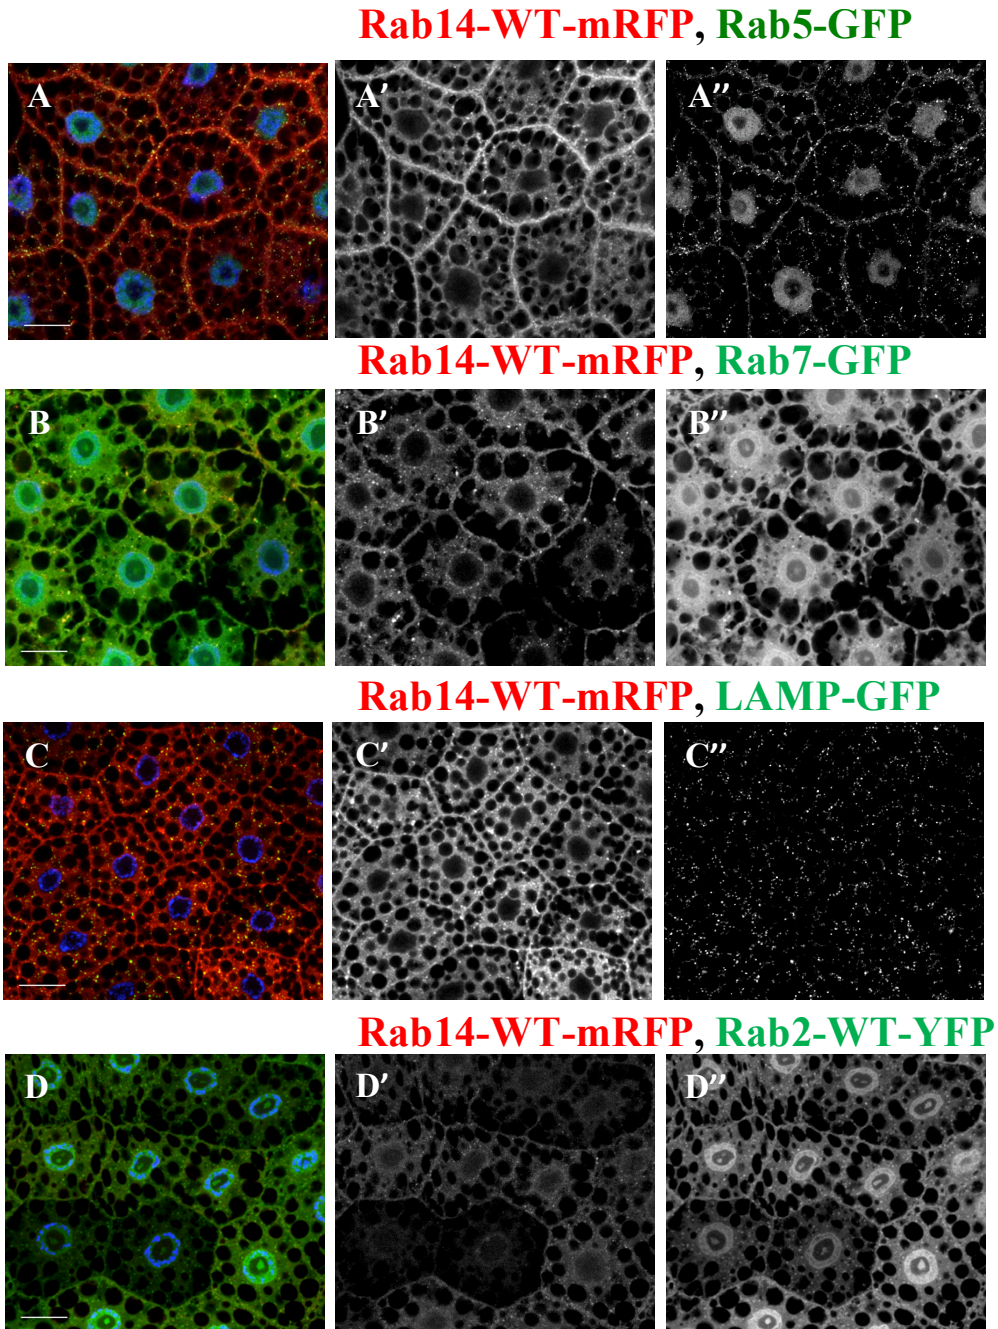 Rab14-WT-mRFP, Rab5-GFP
A A′ A″
Rab14-WT-mRFP, Rab7-GFP
B B′ B″
Rab14-WT-mRFP, LAMP-GFP
C C′ C″
Rab14-WT-mRFP, Rab2-WT-YFP
D D′ D″